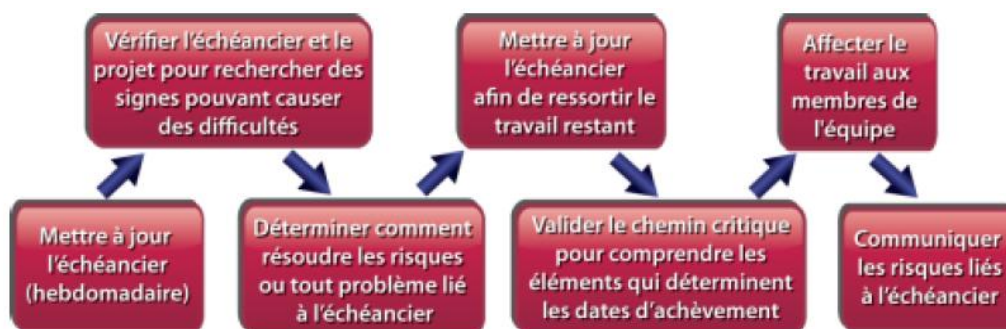 Mettre à jour
l'échéancier
(hebdomadaire)
Vérifier l'échéancier et le
projet pour rechercher des
signes pouvant causer
des difficultés
Déterminer comment
résoudre les risques
ou tout problème lié
à l'échéancier
Mettre à jour
l'échéancier
afin de ressortir le
travail restant
Valider le chemin critique
pour comprendre les
éléments qui déterminent
les dates d'achèvement
Affecter le
travail aux
membres de
l'équipe
Communiquer
les risques liés
à l'échéancier